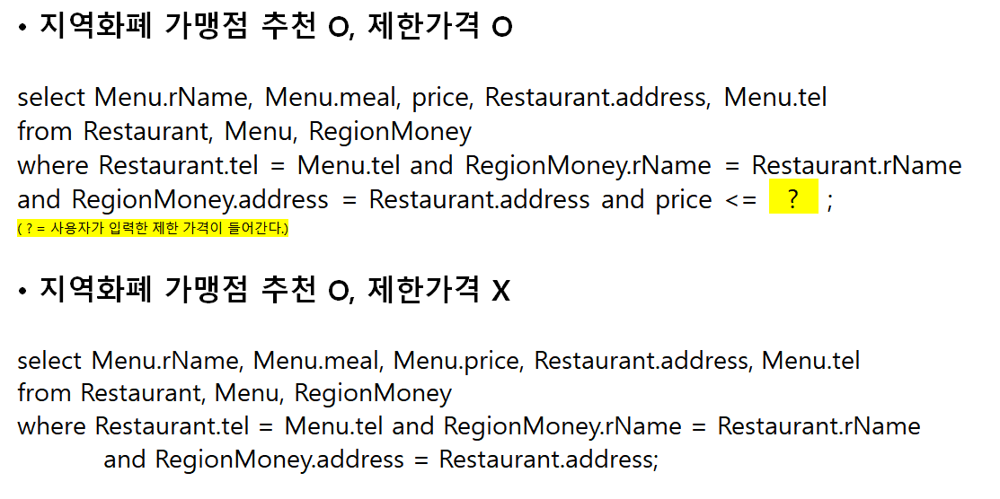 • 지역화폐 가맹점 추천 O, 제한가격 O
select Menu.rName, Menu.meal, price, Restaurant.address, Menu.tel
from Restaurant, Menu, RegionMoney
where Restaurant.tel = Menu.tel and RegionMoney.rName = Restaurant.rName
and RegionMoney.address = Restaurant.address and price <= ? ;
( ? = 사용자가 입력한 제한 가격이 들어간다.)
• 지역화폐 가맹점 추천 O, 제한가격 X
select Menu.rName, Menu.meal, Menu.price, Restaurant.address, Menu.tel
from Restaurant, Menu, RegionMoney
where Restaurant.tel = Menu.tel and RegionMoney.rName = Restaurant.rName
and RegionMoney.address = Restaurant.address;